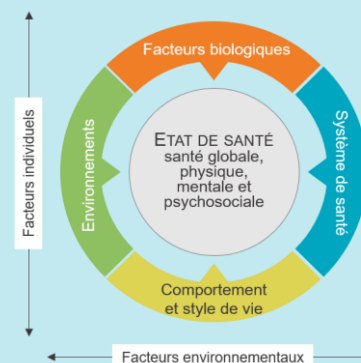 Facteurs biologiques
Facteurs individuels
Environnements
ETAT DE SANTÉ
santé globale,
physique,
mentale et
psychosociale
Système de santé
Comportement
et style de vie
Facteurs environnementaux